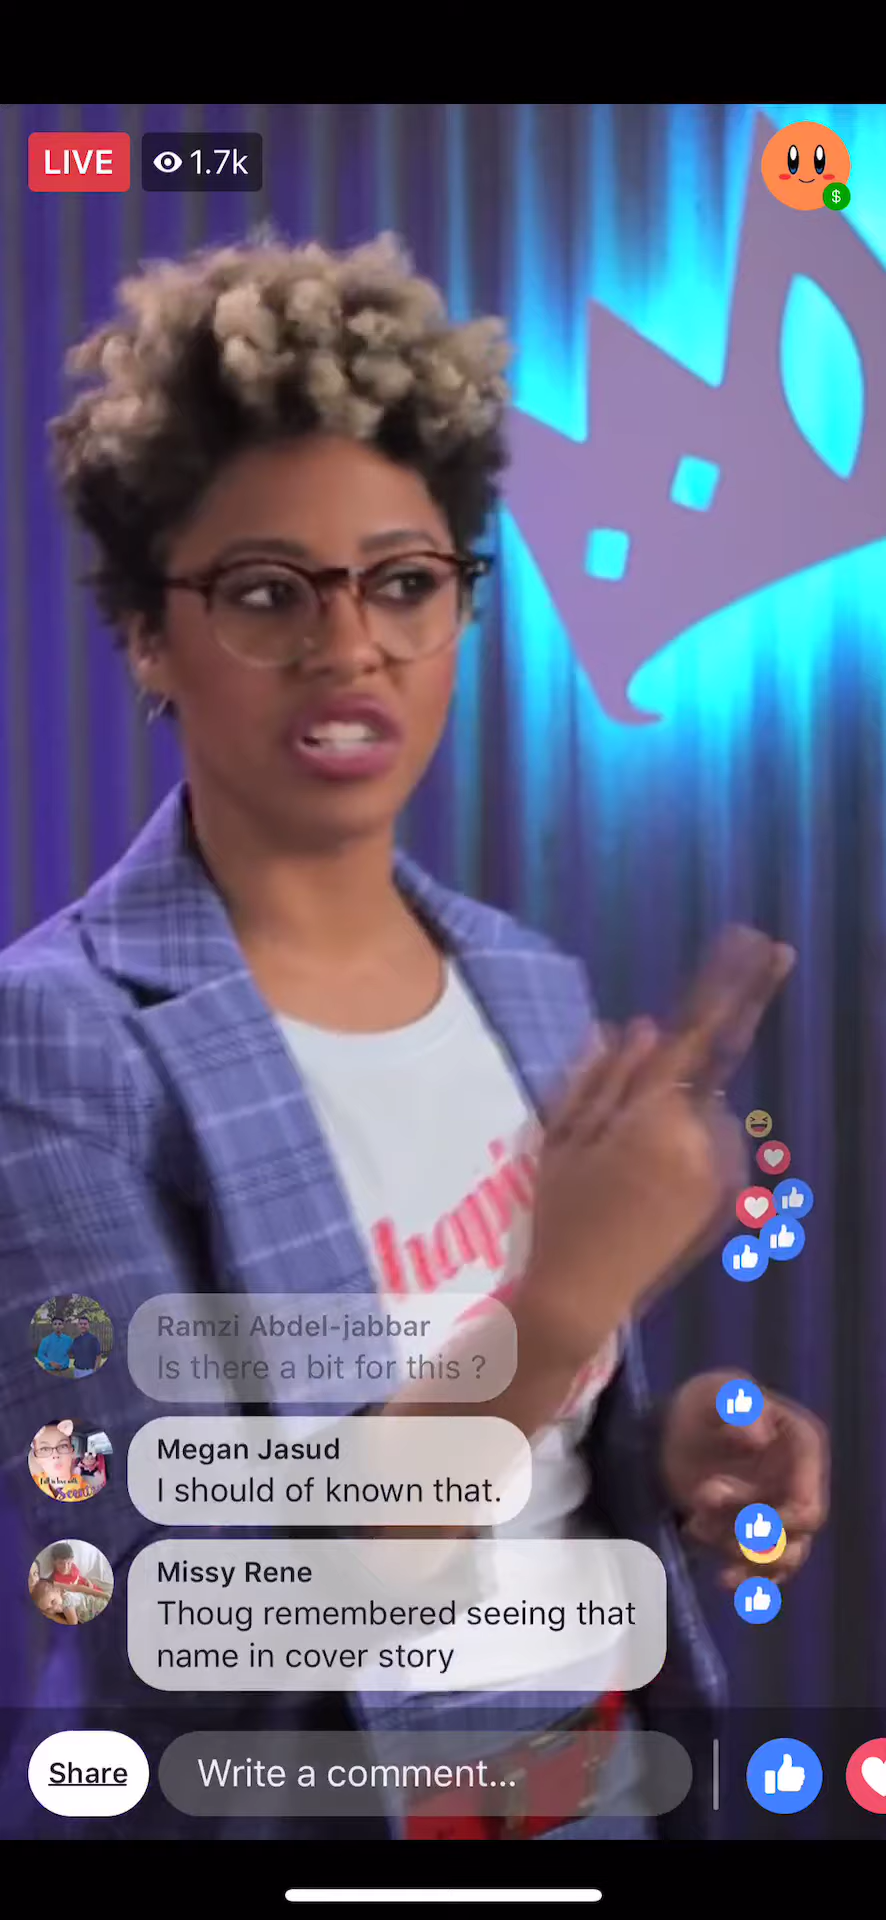 LIVE
1.7k
$
Ramzi Abdel-jabbar
Is there a bit for this ?
Megan Jasud
I should of known that.
Missy Rene
Thoug remembered seeing that
name in cover story
Share
Write a comment...